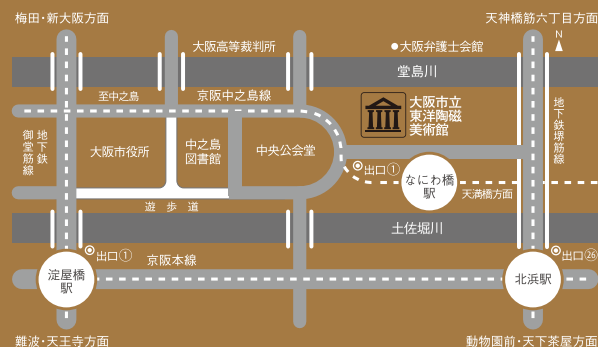 梅田・新大阪方面
天神橋筋六丁目方面
N
大阪高等裁判所
大阪弁護士会館
堂島川
至中之島
京阪中之島線
大阪市立
東洋陶磁
美術館
地下鉄堺筋線
地下鉄
御堂筋線
大阪市役所
中之島
図書館
中央公会堂
出口①
なにわ橋
駅
天満橋方面
遊歩道
土佐堀川
出口①
京阪本線
出口㉖
淀屋橋
駅
北浜駅
難波・天王寺方面
動物園前・天下茶屋方面